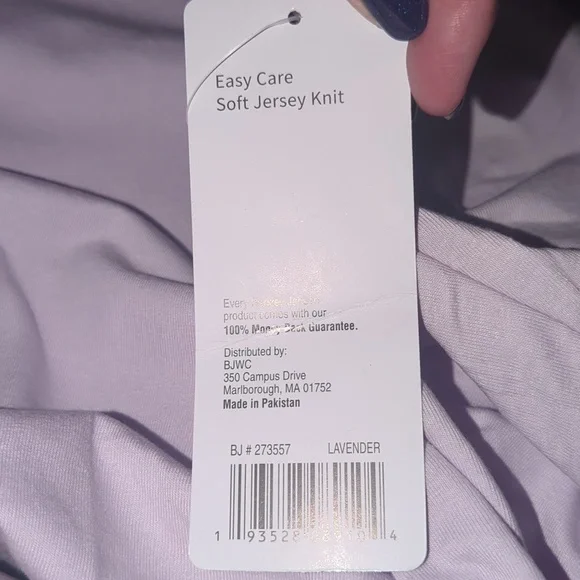 Easy Care
Soft Jersey Knit
Every
product comes with our
100% Money Back Guarantee.
Distributed by:
BJWC
350 Campus Drive
Marlborough, MA 01752
Made in Pakistan
BJ # 273557 LAVENDER
1 93528 4